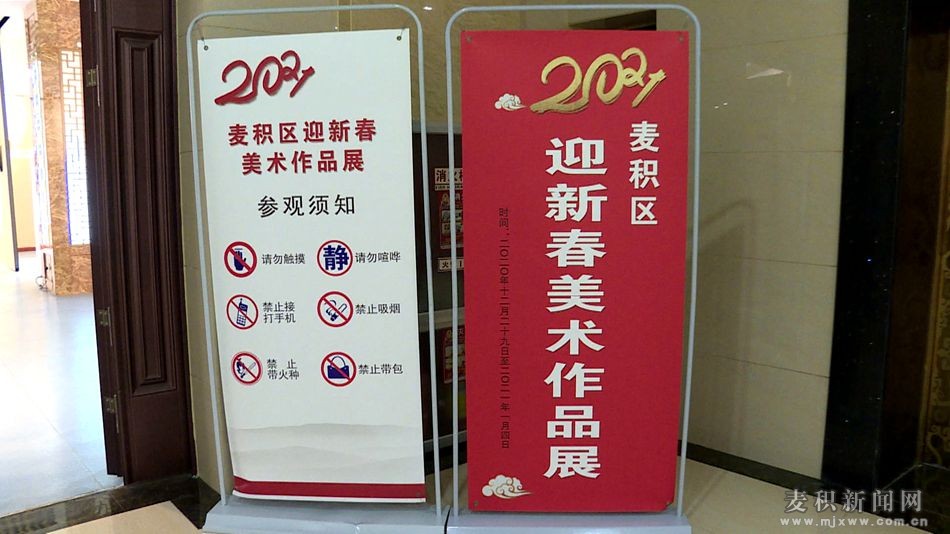 2021
麦积区迎新春
美术作品展
参观须知
请勿触摸
静
请勿喧哗
禁止接
打手机
禁止吸烟
禁止
带火种
禁止带包
2021
麦积区
迎新春美术作品展
时间：二〇二〇年十二月二十九日至二〇二一年一月四日
麦积新闻网
www.mjxww.com.cn